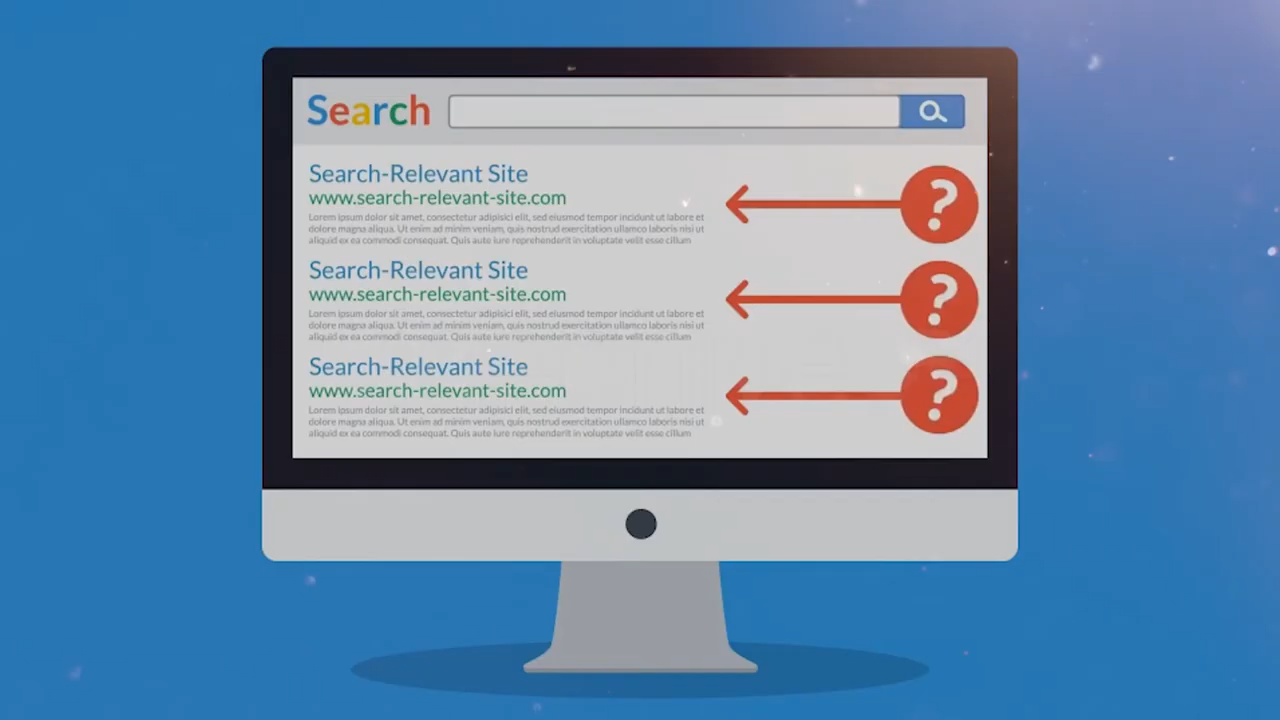 Search
Search-Relevant Site
www.search-relevant-site.com
Lorem ipsum dolor sit amet, consectetur adipisici elit, sed eiusmod tempor incidunt ut labore et
dolore magna aliqua. Ut enim ad minim veniam, quis nostrud exercitation ullamco laboris nisi ut
aliquid ex ea commodi consequat. Quis aute iure reprehenderit in voluptate velit esse cillum
?
Search-Relevant Site
www.search-relevant-site.com
Lorem ipsum dolor sit amet, consectetur adipisici elit, sed eiusmod tempor incidunt ut labore et
dolore magna aliqua. Ut enim ad minim veniam, quis nostrud exercitation ullamco laboris nisi ut
aliquid ex ea commodi consequat. Quis aute iure reprehenderit in voluptate velit esse cillum
?
Search-Relevant Site
www.search-relevant-site.com
Lorem ipsum dolor sit amet, consectetur adipisici elit, sed eiusmod tempor incidunt ut labore et
dolore magna aliqua. Ut enim ad minim veniam, quis nostrud exercitation ullamco laboris nisi ut
aliquid ex ea commodi consequat. Quis aute iure reprehenderit in voluptate velit esse cillum
?